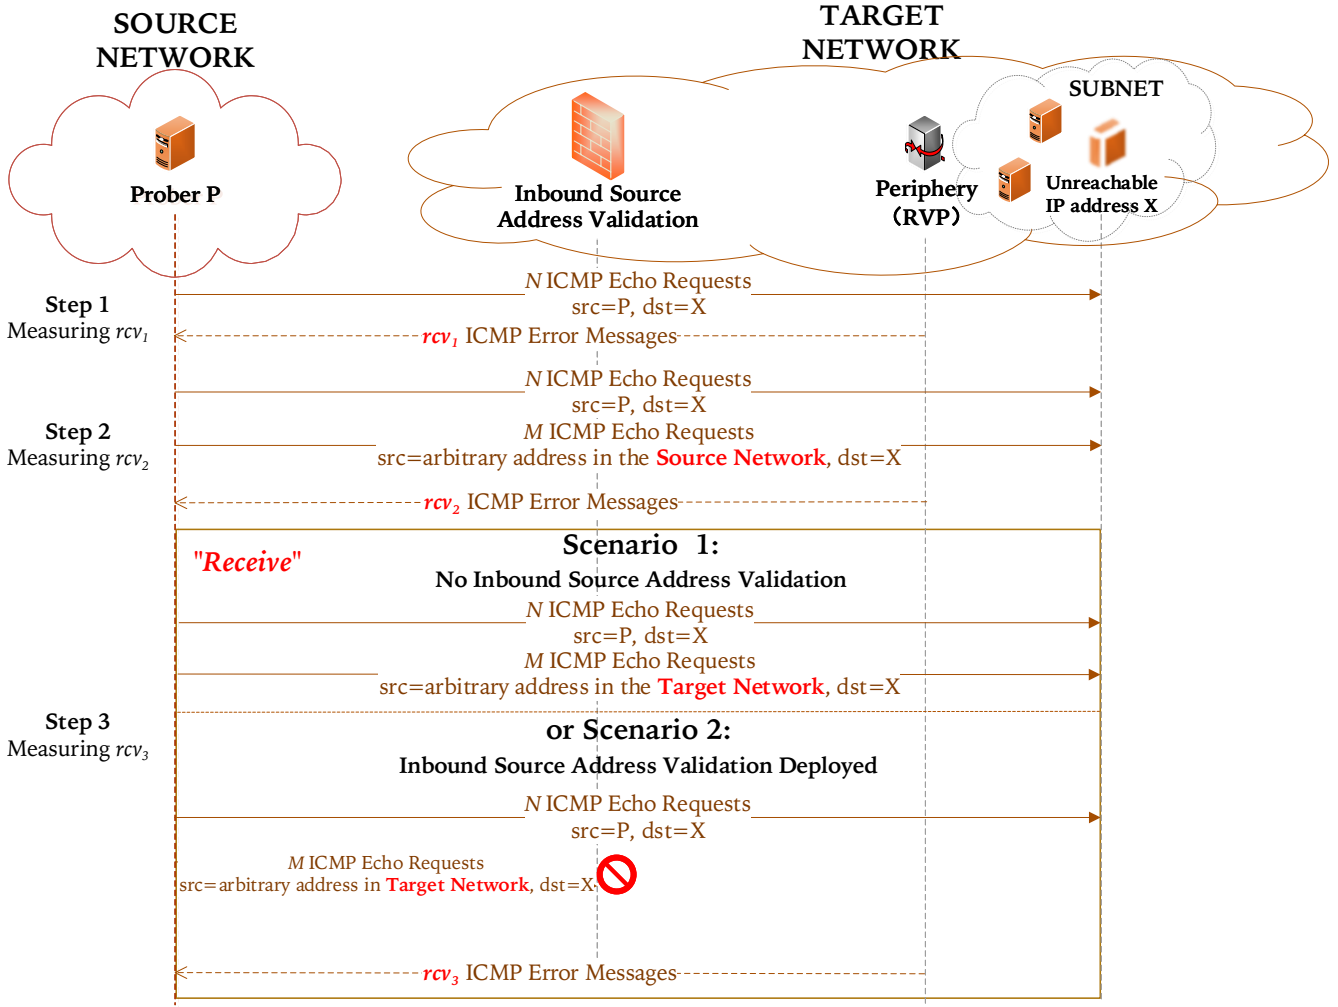 SOURCE
NETWORK
TARGET
NETWORK
SUBNET
Prober P
Inbound Source
Address Validation
Periphery
(RVP)
Unreachable
IP address X
Step 1
Measuring rcv₁
N ICMP Echo Requests
src=P, dst=X
rcv₁ ICMP Error Messages
Step 2
Measuring rcv₂
N ICMP Echo Requests
src=P, dst=X
M ICMP Echo Requests
src=arbitrary address in the Source Network, dst=X
rcv₂ ICMP Error Messages
"Receive"
Scenario 1:
No Inbound Source Address Validation
N ICMP Echo Requests
src=P, dst=X
M ICMP Echo Requests
src=arbitrary address in the Target Network, dst=X
Step 3
Measuring rcv₃
or Scenario 2:
Inbound Source Address Validation Deployed
N ICMP Echo Requests
src=P, dst=X
M ICMP Echo Requests
src=arbitrary address in Target Network, dst=X
rcv₃ ICMP Error Messages